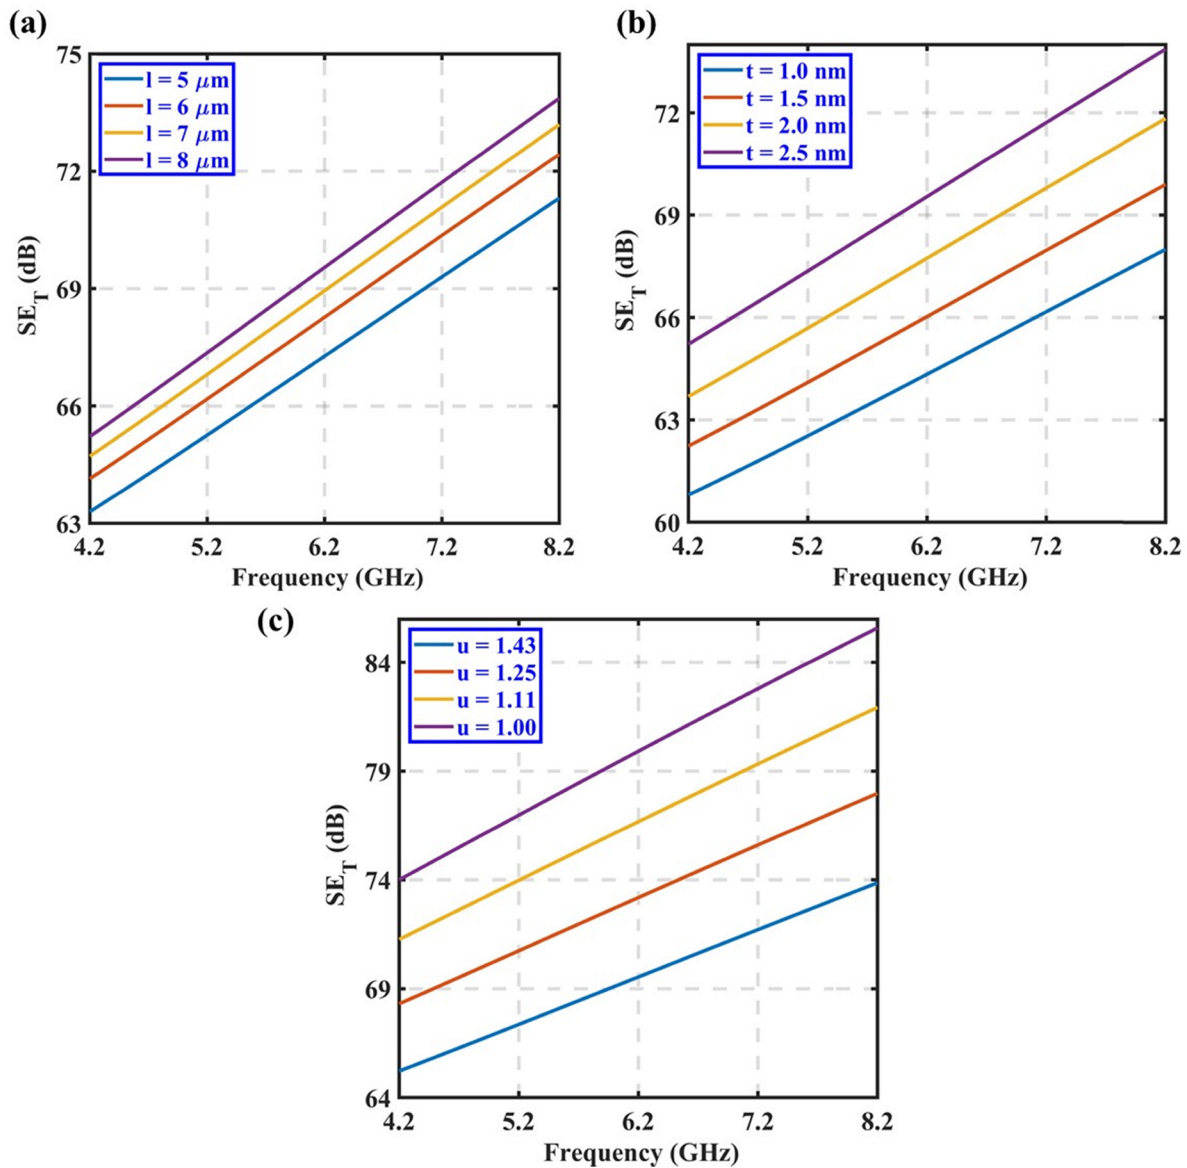 (a)
75
72
69
66
63
SE_T (dB)
l = 5 μm
l = 6 μm
l = 7 μm
l = 8 μm
4.2 5.2 6.2 7.2 8.2
Frequency (GHz)
(b)
72
69
66
63
60
SE_T (dB)
t = 1.0 nm
t = 1.5 nm
t = 2.0 nm
t = 2.5 nm
4.2 5.2 6.2 7.2 8.2
Frequency (GHz)
(c)
84
79
74
69
64
SE_T (dB)
u = 1.43
u = 1.25
u = 1.11
u = 1.00
4.2 5.2 6.2 7.2 8.2
Frequency (GHz)